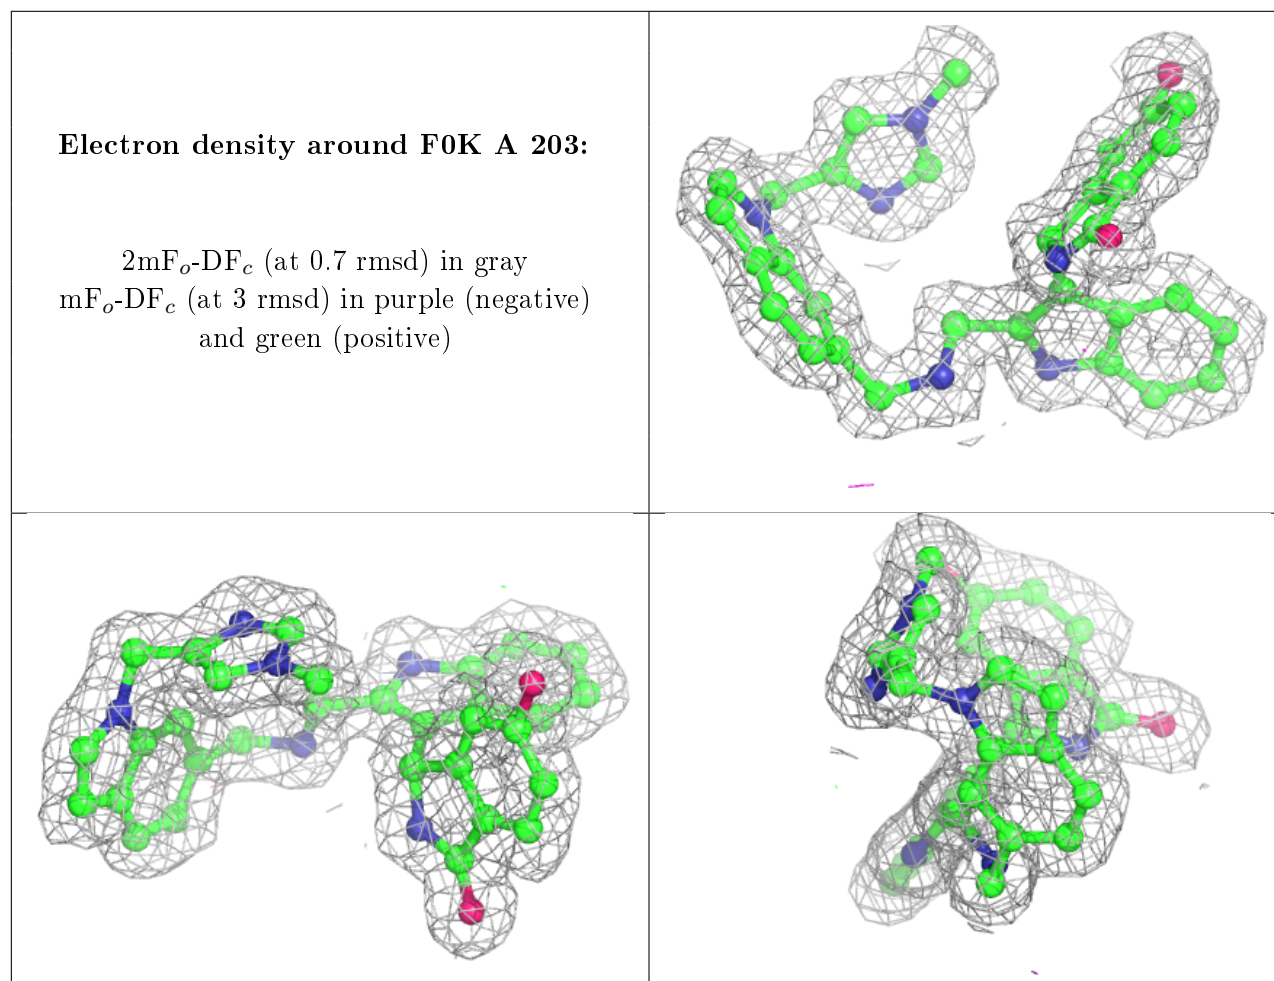 Electron density around F0K A 203:
2mFo-DFc (at 0.7 rmsd) in gray
mFo-DFc (at 3 rmsd) in purple (negative)
and green (positive)